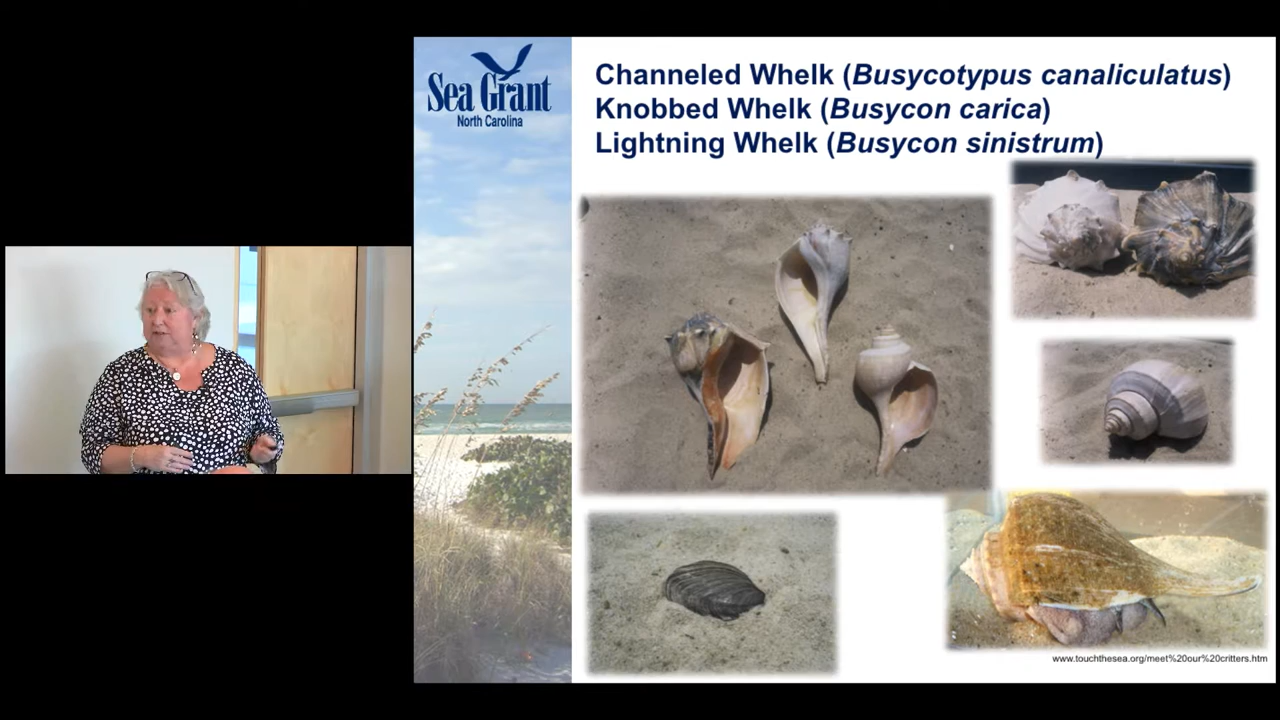 Sea Grant
North Carolina
Channeled Whelk (Busycotypus canaliculatus)
Knobbed Whelk (Busycon carica)
Lightning Whelk (Busycon sinistrum)
www.touchthesea.org/meet%20our%20critters.htm